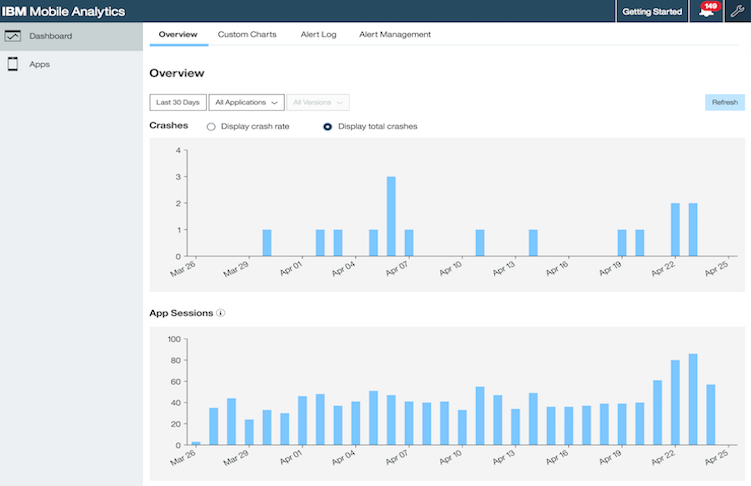 IBM Mobile Analytics
Getting Started
149
Dashboard
Apps
Overview Custom Charts Alert Log Alert Management
Overview
Last 30 Days All Applications All Versions Refresh
Crashes Display crash rate Display total crashes
4
3
2
1
0
Mar 26 Mar 29 Apr 01 Apr 04 Apr 07 Apr 10 Apr 13 Apr 16 Apr 19 Apr 22 Apr 25
App Sessions i
100
80
60
40
20
0
Mar 26 Mar 29 Apr 01 Apr 04 Apr 07 Apr 10 Apr 13 Apr 16 Apr 19 Apr 22 Apr 25